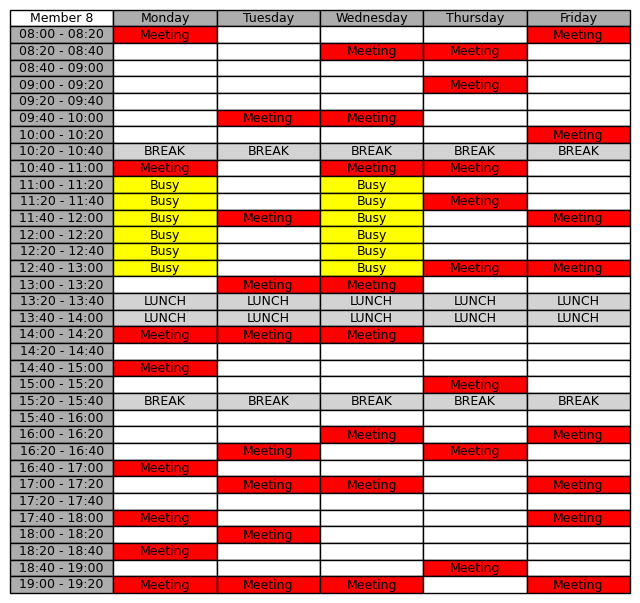 Member 8 Monday Tuesday Wednesday Thursday Friday
08:00 - 08:20 Meeting Meeting
08:20 - 08:40 Meeting Meeting
08:40 - 09:00
09:00 - 09:20 Meeting
09:20 - 09:40
09:40 - 10:00 Meeting Meeting
10:00 - 10:20 Meeting
10:20 - 10:40 BREAK BREAK BREAK BREAK BREAK
10:40 - 11:00 Meeting Meeting Meeting
11:00 - 11:20 Busy Busy
11:20 - 11:40 Busy Busy Meeting
11:40 - 12:00 Busy Meeting Busy Meeting
12:00 - 12:20 Busy Busy
12:20 - 12:40 Busy Busy
12:40 - 13:00 Busy Busy Meeting Meeting
13:00 - 13:20 Meeting Meeting
13:20 - 13:40 LUNCH LUNCH LUNCH LUNCH LUNCH
13:40 - 14:00 LUNCH LUNCH LUNCH LUNCH LUNCH
14:00 - 14:20 Meeting Meeting Meeting
14:20 - 14:40
14:40 - 15:00 Meeting
15:00 - 15:20 Meeting
15:20 - 15:40 BREAK BREAK BREAK BREAK BREAK
15:40 - 16:00
16:00 - 16:20 Meeting Meeting
16:20 - 16:40 Meeting Meeting
16:40 - 17:00 Meeting
17:00 - 17:20 Meeting Meeting Meeting
17:20 - 17:40
17:40 - 18:00 Meeting Meeting
18:00 - 18:20 Meeting
18:20 - 18:40 Meeting
18:40 - 19:00 Meeting
19:00 - 19:20 Meeting Meeting Meeting Meeting